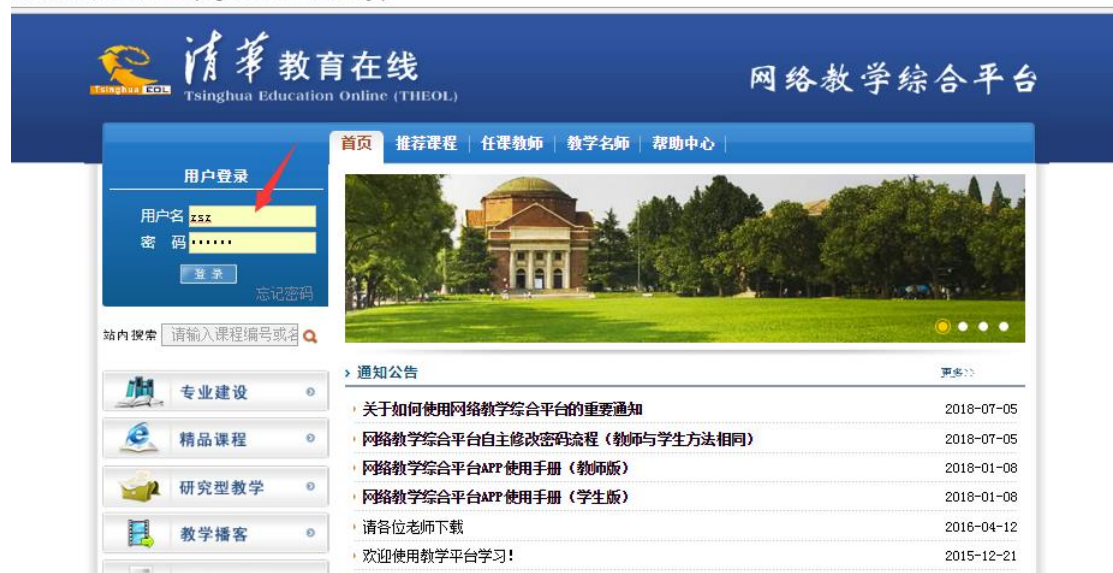 清华教育在线
Tsinghua EOL
Tsinghua Education Online (THEOL)
网络教学综合平台
首页 推荐课程 任课教师 教学名师 帮助中心
用户登录
用户名 zsz
密 码 ······
登录
忘记密码
站内搜索 请输入课程编号或名
专业建设
精品课程
研究型教学
教学播客
通知公告 更多>>
关于如何使用网络教学综合平台的重要通知 2018-07-05
网络教学综合平台自主修改密码流程（教师与学生方法相同） 2018-07-05
网络教学综合平台APP使用手册（教师版） 2018-01-08
网络教学综合平台APP使用手册（学生版） 2018-01-08
请各位老师下载 2016-04-12
欢迎使用教学平台学习! 2015-12-21